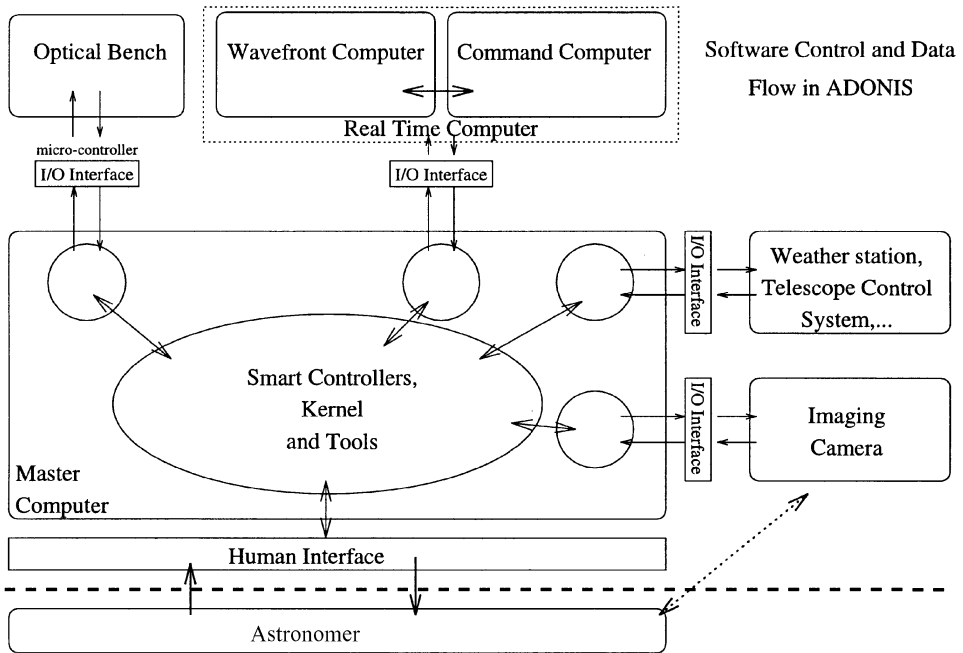 Optical Bench
Wavefront Computer
Command Computer
Software Control and Data
Flow in ADONIS
Real Time Computer
micro-controller
I/O Interface
I/O Interface
I/O Interface
Weather station,
Telescope Control
System,...
Smart Controllers,
Kernel
and Tools
I/O Interface
Imaging
Camera
Master
Computer
Human Interface
Astronomer